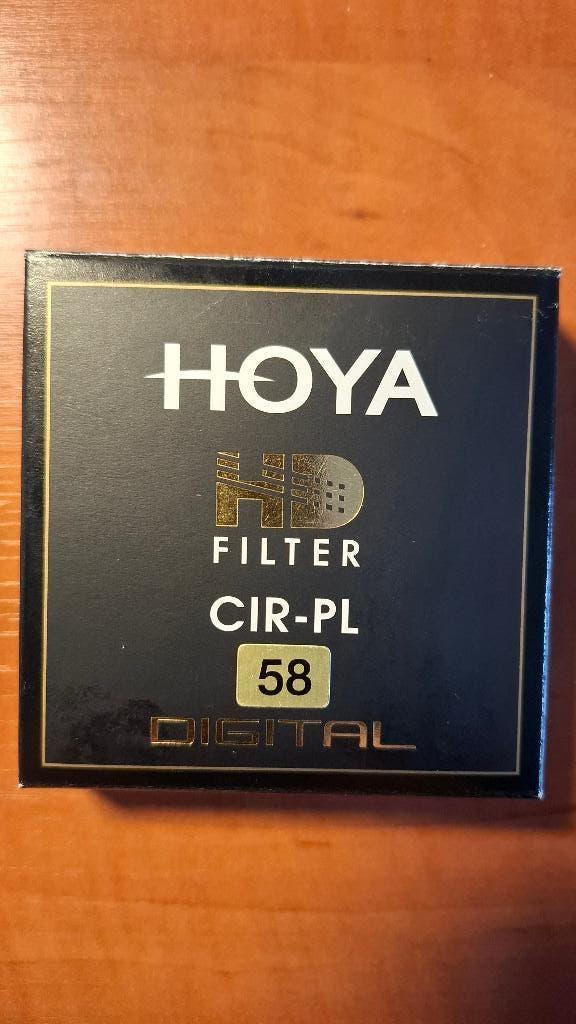 HOYA
HD
FILTER
CIR-PL
58
DIGITAL